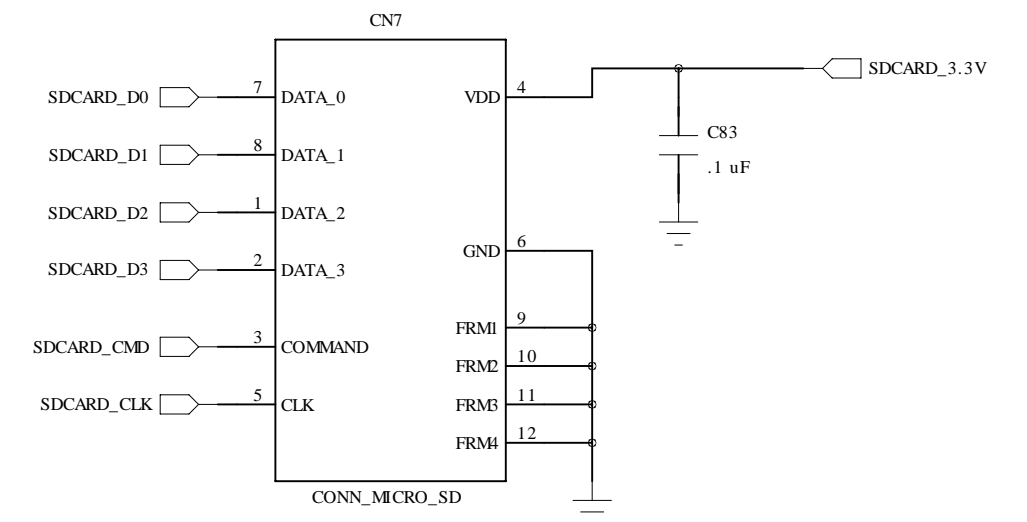 CN7
SDCARD_3.3V
SDCARD_D0 7 DATA_0 VDD 4
C83
SDCARD_D1 8 DATA_1
.1 uF
SDCARD_D2 1 DATA_2
GND 6
SDCARD_D3 2 DATA_3
FRM1 9
SDCARD_CMD 3 COMMAND
FRM2 10
SDCARD_CLK 5 CLK FRM3 11
FRM4 12
CONN_MICRO_SD